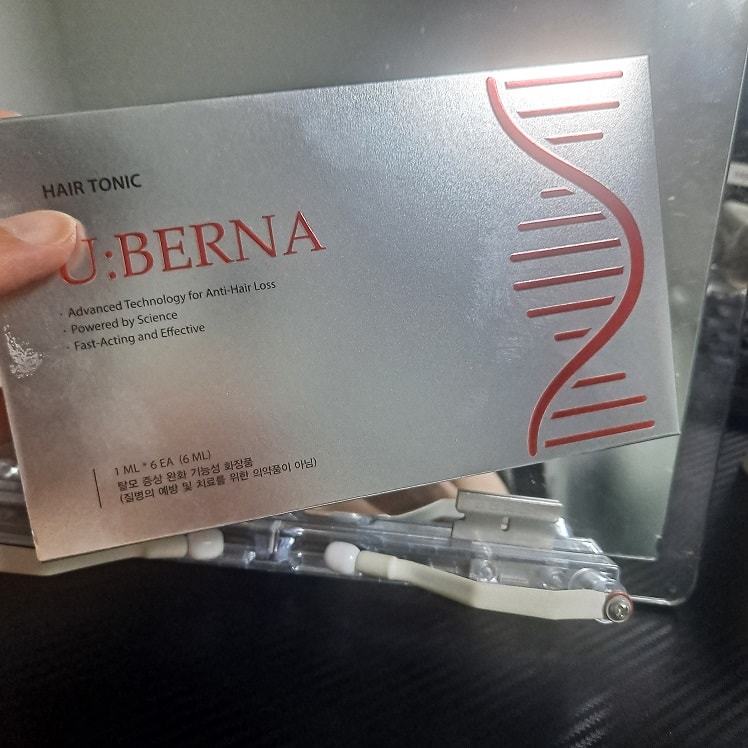 HAIR TONIC
U:BERNA
· Advanced Technology for Anti-Hair Loss
· Powered by Science
· Fast-Acting and Effective
1 ML * 6 EA (6 ML)
탈모 증상 완화 기능성 화장품
(질병의 예방 및 치료를 위한 의약품이 아님)